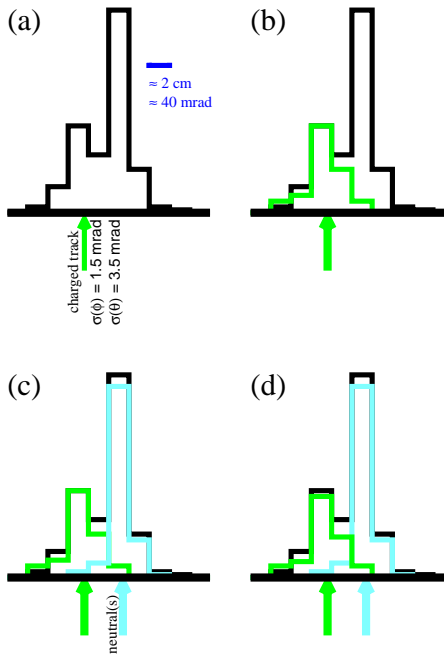 (a)
≈ 2 cm
≈ 40 mrad
charged track
σ(ϕ) = 1.5 mrad
σ(θ) = 3.5 mrad
(b)
(c)
neutral(s)
(d)